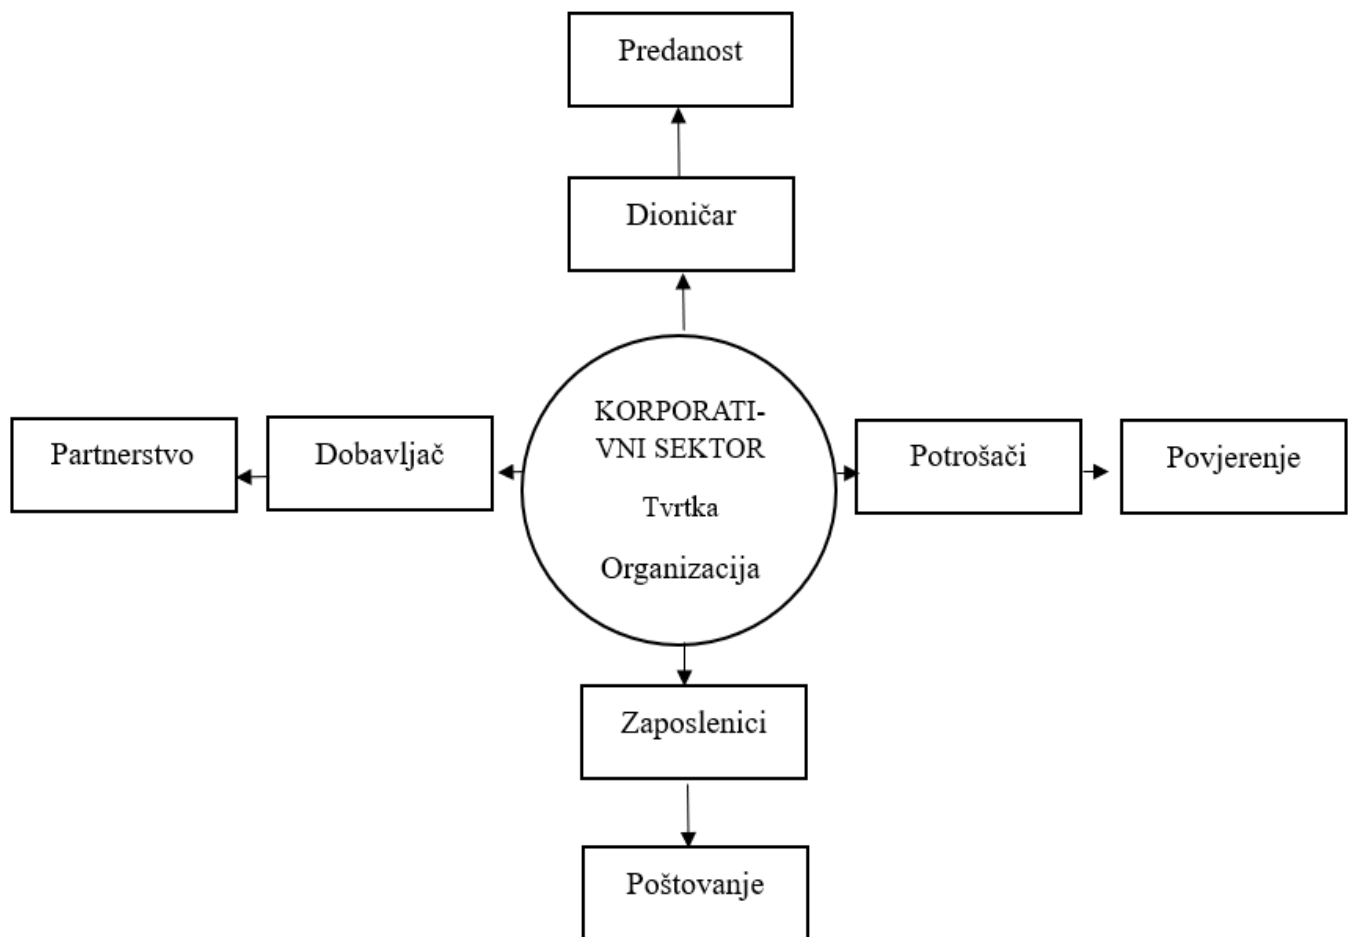 Predanost
Dioničar
Partnerstvo
Dobavljač
KORPORATI-
VNI SEKTOR
Tvrtka
Organizacija
Potrošači
Povjerenje
Zaposlenici
Poštovanje